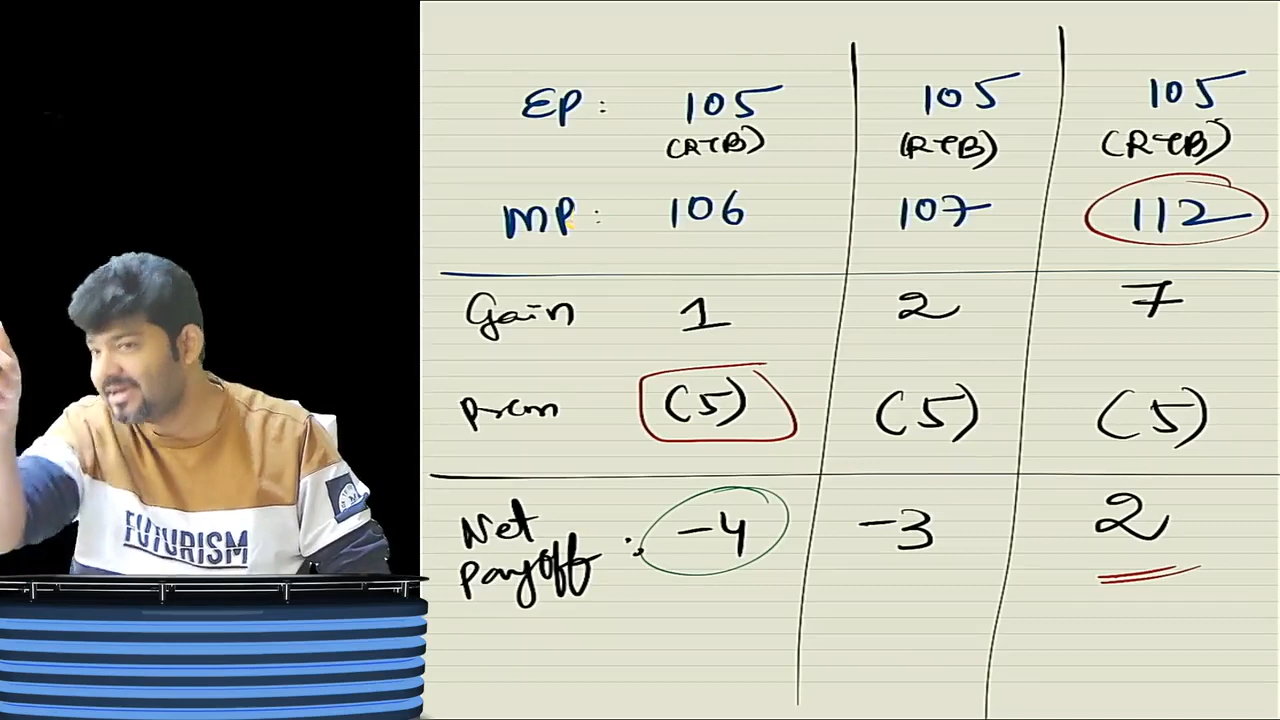 EP: 105 105 105
(RTB) (RTB) (RTB)
MP: 106 107 112
Gain 1 2 7
Prem (5) (5) (5)
Net
Payoff : -4 -3 2
FUTURISM